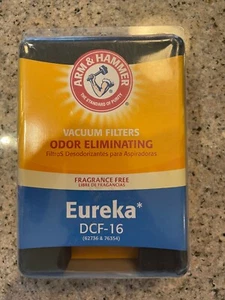 ARM & HAMMER
THE STANDARD OF PURITY
VACUUM FILTERS
ODOR ELIMINATING
Filtros Desodorizantes para Aspiradoras
FRAGRANCE FREE
LIBRE DE FRAGANCIAS
Eureka*
DCF-16
(62736 & 76354)